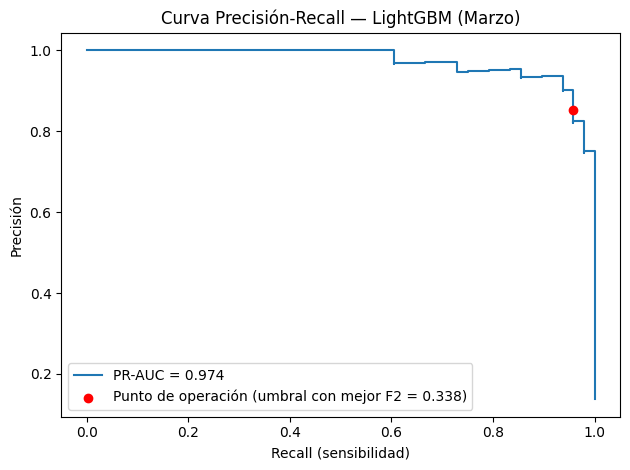 Curva Precisión-Recall — LightGBM (Marzo)
1.0
0.8
0.6
0.4
0.2
Precisión
PR-AUC = 0.974
Punto de operación (umbral con mejor F2 = 0.338)
0.0 0.2 0.4 0.6 0.8 1.0
Recall (sensibilidad)